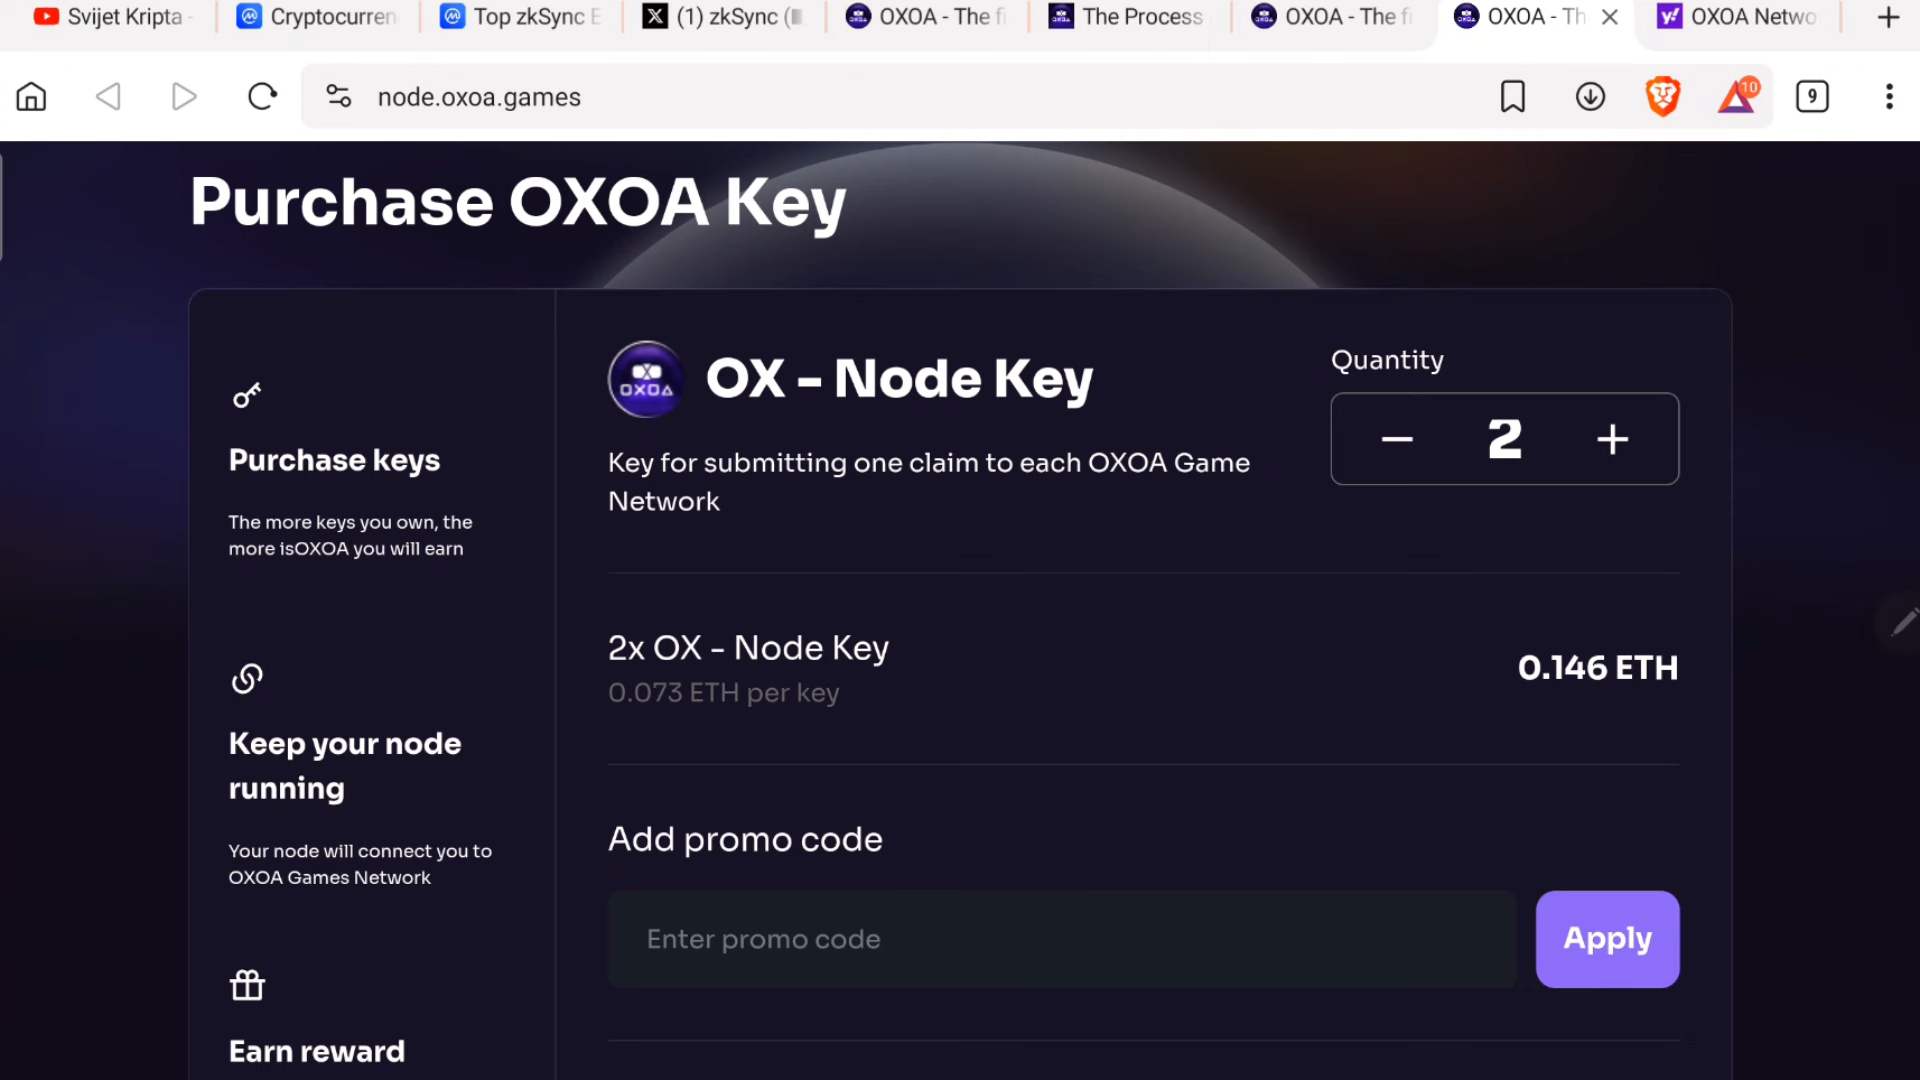 Svijet Kripta
Cryptocurren
Top zkSync E
(1) zkSync (
OXOA - The fi
The Process
OXOA - The fi
OXOA - Th
OXOA Netwo
node.oxoa.games
10
9
Purchase OXOA Key
Purchase keys
The more keys you own, the
more isOXOA you will earn
Keep your node
running
Your node will connect you to
OXOA Games Network
Earn reward
OXOA
OX - Node Key
Key for submitting one claim to each OXOA Game
Network
Quantity
− 2 +
2x OX - Node Key
0.073 ETH per key
0.146 ETH
Add promo code
Enter promo code
Apply